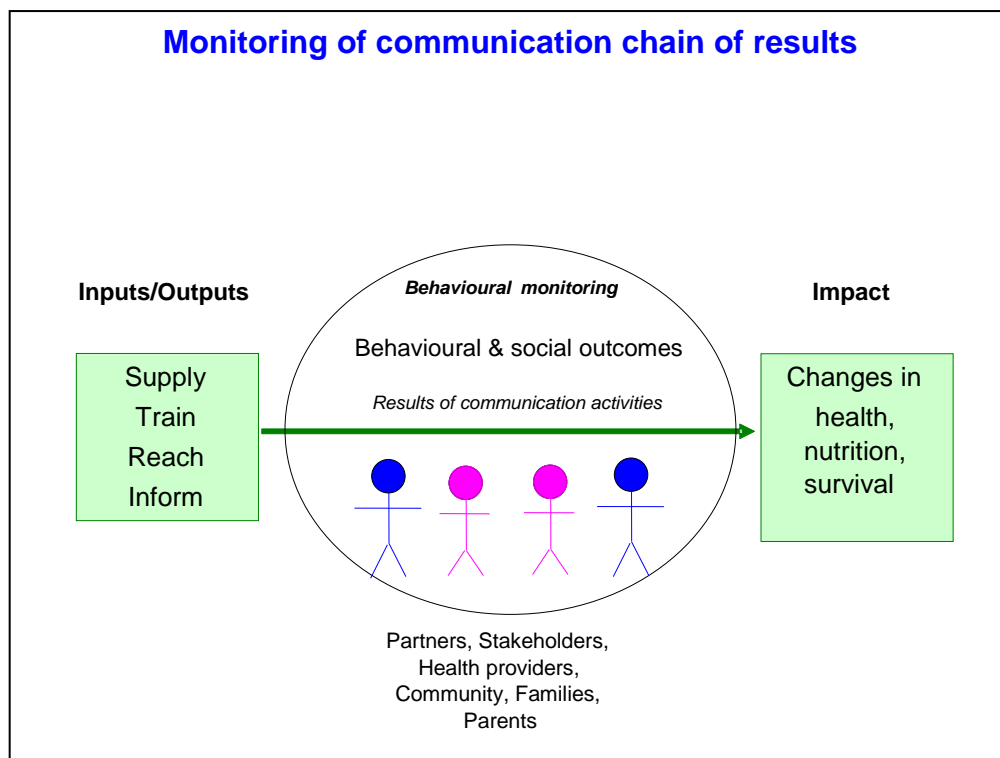 Monitoring of communication chain of results
Inputs/Outputs
Supply
Train
Reach
Inform
Behavioural monitoring
Behavioural & social outcomes
Results of communication activities
Partners, Stakeholders,
Health providers,
Community, Families,
Parents
Impact
Changes in
health,
nutrition,
survival